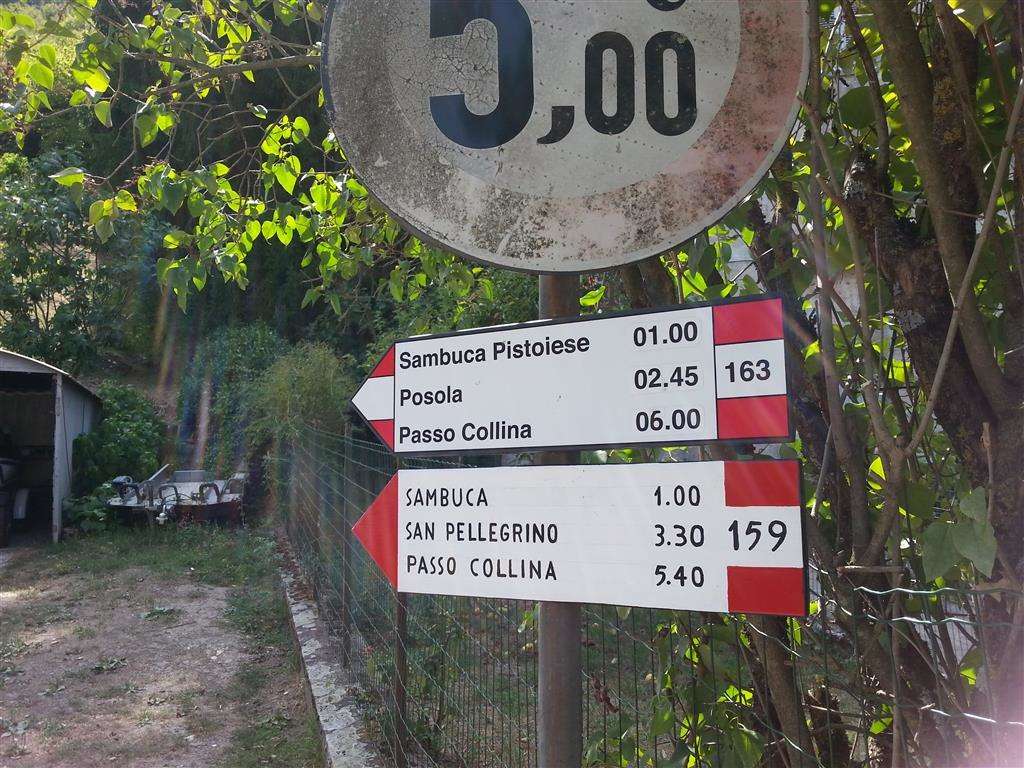 5,00
Sambuca Pistoiese 01.00
Posola 02.45
Passo Collina 06.00
163
SAMBUCA 1.00
SAN PELLEGRINO 3.30
PASSO COLLINA 5.40
159